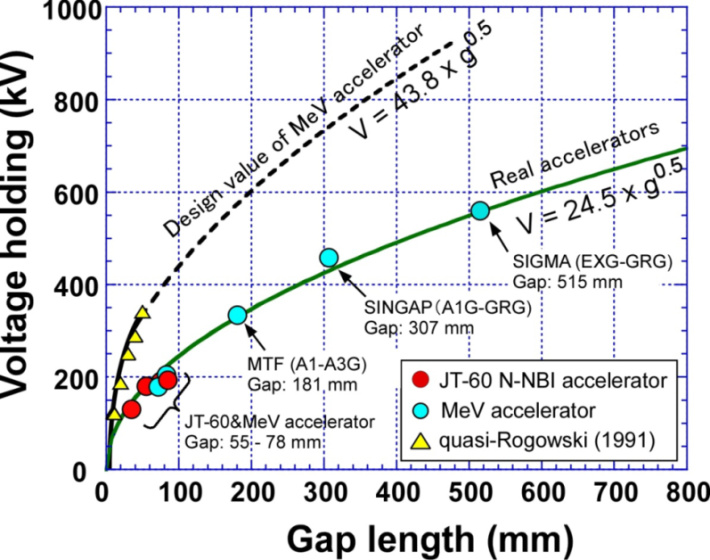 Voltage holding (kV)
1000
800
600
400
200
0
Design value of MeV accelerator
V = 43.8 x g^0.5
Real accelerators
V = 24.5 x g^0.5
SIGMA (EXG-GRG)
Gap: 515 mm
SINGAP(A1G-GRG)
Gap: 307 mm
MTF (A1-A3G)
Gap: 181 mm
JT-60&MeV accelerator
Gap: 55 - 78 mm
JT-60 N-NBI accelerator
MeV accelerator
quasi-Rogowski (1991)
0 100 200 300 400 500 600 700 800
Gap length (mm)